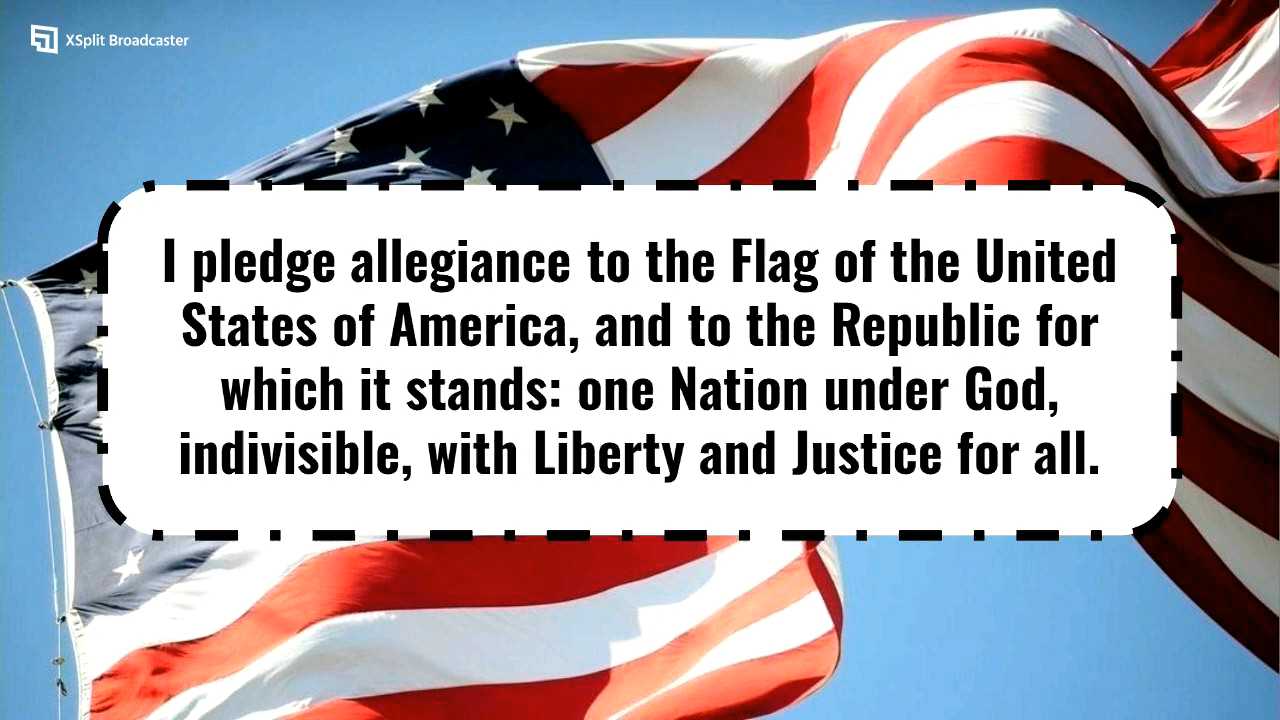 XSplit Broadcaster
I pledge allegiance to the Flag of the United
States of America, and to the Republic for
which it stands: one Nation under God,
indivisible, with Liberty and Justice for all.